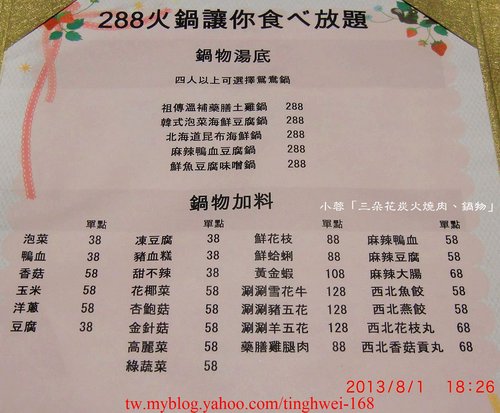 288火鍋讓你食べ放題
鍋物湯底
四人以上可選擇鴛鴦鍋
祖傳溫補藥膳土雞鍋 288
韓式泡菜海鮮豆腐鍋 288
北海道昆布海鮮鍋 288
麻辣鴨血豆腐鍋 288
鮮魚豆腐味噌鍋 288
小蓉「三朵花炭火燒肉、鍋物」
鍋物加料
單點 單點 單點 單點
泡菜 38 凍豆腐 38 鮮花枝 88 麻辣鴨血 58
鴨血 38 豬血糕 38 鮮蛤蜊 88 麻辣豆腐 58
香菇 58 甜不辣 38 黃金蝦 108 麻辣大腸 68
玉米 58 花椰菜 58 涮涮雪花牛 128 西北魚餃 58
洋蔥 58 杏鮑菇 58 涮涮豬五花 128 西北燕餃 58
豆腐 38 金針菇 58 涮涮羊五花 128 西北花枝丸 68
高麗菜 58 藥膳雞腿肉 88 西北香菇貢丸 68
綠蔬菜 58
2013/8/1 18:26
tw.myblog.yahoo.com/tinghwei-168